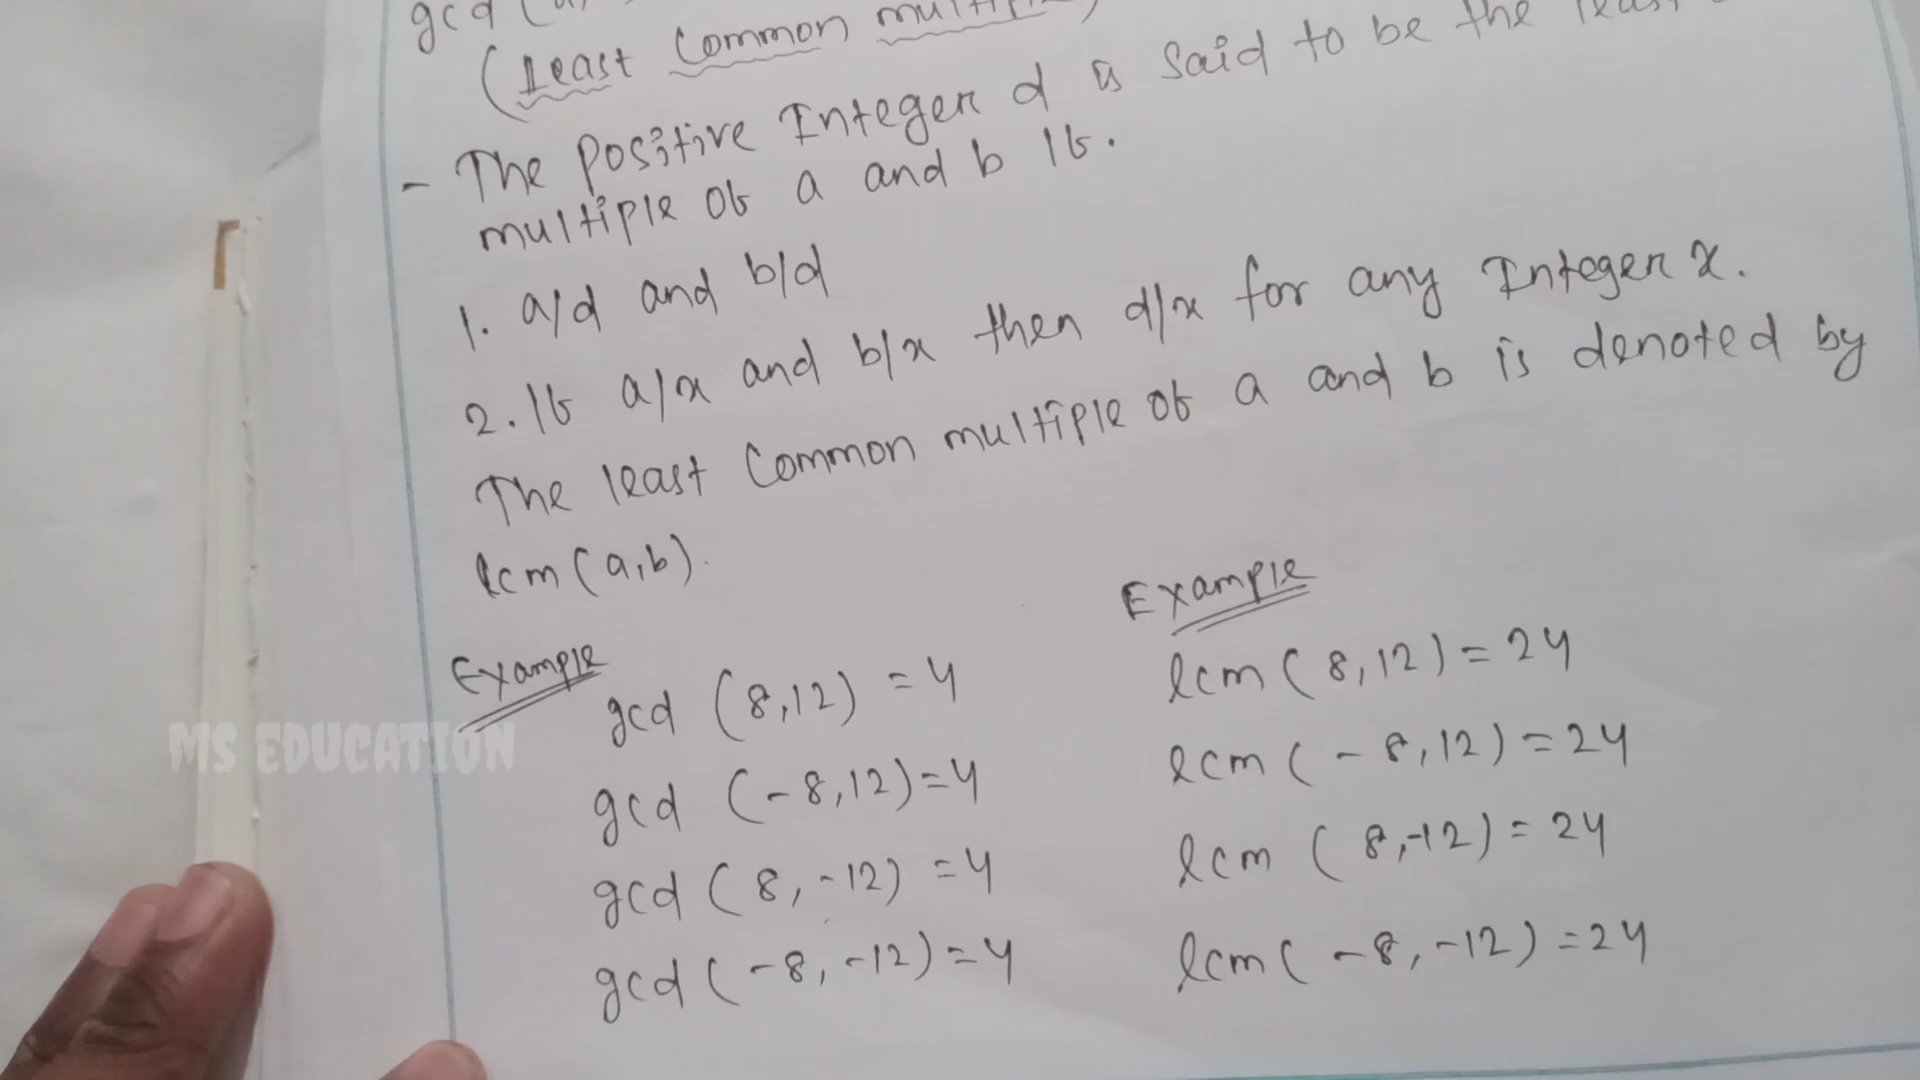 gcd (a,
(Least Common multiple)
- The positive Integer d is said to be the least
multiple of a and b if.
1. a/d and b/d
2. If a/x and b/x then d/x for any Integer x.
The least Common multiple of a and b is denoted by
lcm (a,b).
Example
gcd (8,12) = 4
gcd (-8,12)=4
gcd (8,-12) =4
gcd (-8,-12)=4
Example
lcm (8,12)=24
lcm (-8,12)=24
lcm (8,-12)=24
lcm (-8,-12)=24
MS EDUCATION